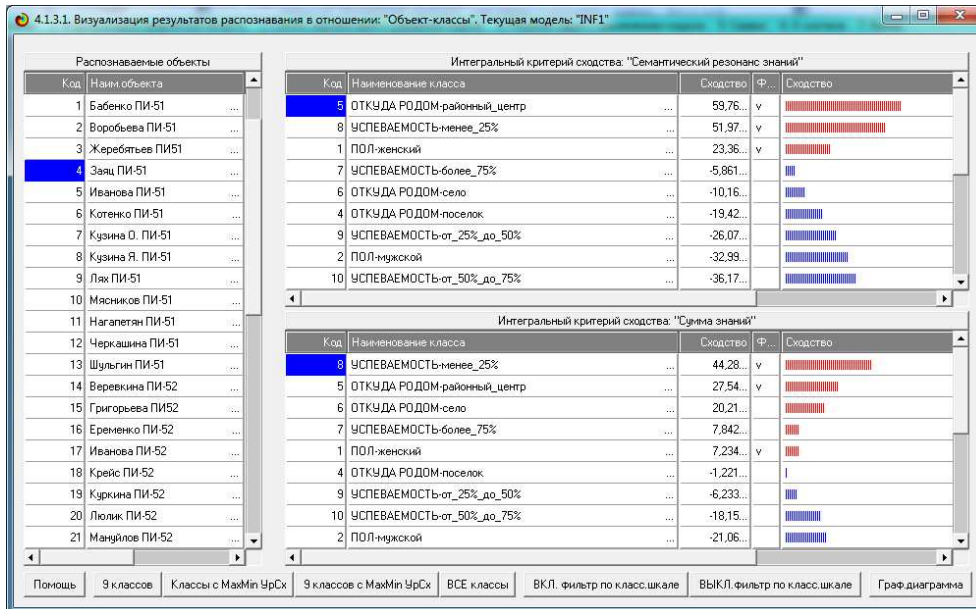 4.1.3.1. Визуализация результатов распознавания в отношении: "Объект-классы". Текущая модель: "INF1"
Распознаваемые объекты
Код Наим.объекта
1 Бабенко ПИ-51 ...
2 Воробьева ПИ-51 ...
3 Жеребятьев ПИ51 ...
4 Заяц ПИ-51 ...
5 Иванова ПИ-51 ...
6 Котенко ПИ-51 ...
7 Кузина О. ПИ-51 ...
8 Кузина Я. ПИ-51 ...
9 Лях ПИ-51 ...
10 Мясников ПИ-51 ...
11 Нагапетян ПИ-51 ...
12 Черкашина ПИ-51 ...
13 Шульгин ПИ-51 ...
14 Веревкина ПИ-52 ...
15 Григорьева ПИ52 ...
16 Еременко ПИ-52 ...
17 Иванова ПИ-52 ...
18 Крейс ПИ-52 ...
19 Куркина ПИ-52 ...
20 Люлик ПИ-52 ...
21 Мануйлов ПИ-52 ...
Интегральный критерий сходства: "Семантический резонанс знаний"
Код Наименование класса Сходство Ф... Сходство
5 ОТКУДА РОДОМ-районный_центр ... 59,76... v
8 УСПЕВАЕМОСТЬ-менее_25% ... 51,97... v
1 ПОЛ-женский ... 23,36... v
7 УСПЕВАЕМОСТЬ-более_75% ... -5,861...
6 ОТКУДА РОДОМ-село ... -10,16...
4 ОТКУДА РОДОМ-поселок ... -19,42...
9 УСПЕВАЕМОСТЬ-от_25%_до_50% ... -26,07...
2 ПОЛ-мужской ... -32,99...
10 УСПЕВАЕМОСТЬ-от_50%_до_75% ... -36,17...
Интегральный критерий сходства: "Сумма знаний"
Код Наименование класса Сходство Ф... Сходство
8 УСПЕВАЕМОСТЬ-менее_25% ... 44,28... v
5 ОТКУДА РОДОМ-районный_центр ... 27,54... v
6 ОТКУДА РОДОМ-село ... 20,21...
7 УСПЕВАЕМОСТЬ-более_75% ... 7,842...
1 ПОЛ-женский ... 7,234... v
4 ОТКУДА РОДОМ-поселок ... -1,221...
9 УСПЕВАЕМОСТЬ-от_25%_до_50% ... -6,233...
10 УСПЕВАЕМОСТЬ-от_50%_до_75% ... -18,15...
2 ПОЛ-мужской ... -21,06...
Помощь 9 классов Классы с MaxMin УрСх 9 классов с MaxMin УрСх ВСЕ классы ВКЛ. фильтр по класс.шкале ВЫКЛ.фильтр по класс.шкале Граф.диаграмма